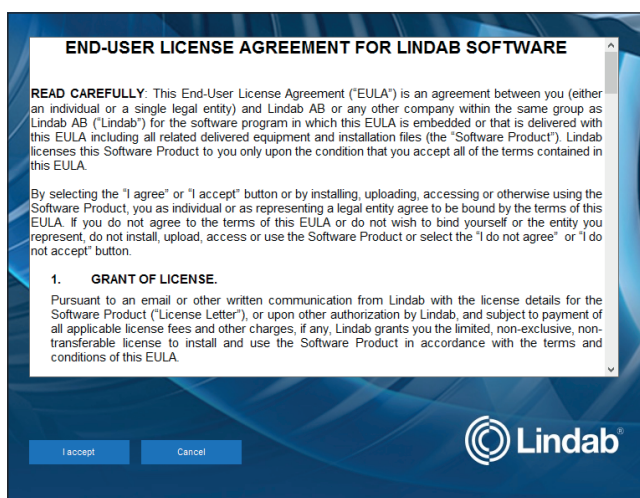 END-USER LICENSE AGREEMENT FOR LINDAB SOFTWARE
READ CAREFULLY: This End-User License Agreement ("EULA") is an agreement between you (either
an individual or a single legal entity) and Lindab AB or any other company within the same group as
Lindab AB ("Lindab") for the software program in which this EULA is embedded or that is delivered with
this EULA including all related delivered equipment and installation files (the "Software Product"). Lindab
licenses this Software Product to you only upon the condition that you accept all of the terms contained in
this EULA.
By selecting the "I agree" or "I accept" button or by installing, uploading, accessing or otherwise using the
Software Product, you as individual or as representing a legal entity agree to be bound by the terms of this
EULA. If you do not agree to the terms of this EULA or do not wish to bind yourself or the entity you
represent, do not install, upload, access or use the Software Product or select the "I do not agree" or "I do
not accept" button.
1. GRANT OF LICENSE.
Pursuant to an email or other written communication from Lindab with the license details for the
Software Product ("License Letter"), or upon other authorization by Lindab, and subject to payment of
all applicable license fees and other charges, if any, Lindab grants you the limited, non-exclusive, non-
transferable license to install and use the Software Product in accordance with the terms and
conditions of this EULA.
Lindab®
I accept Cancel